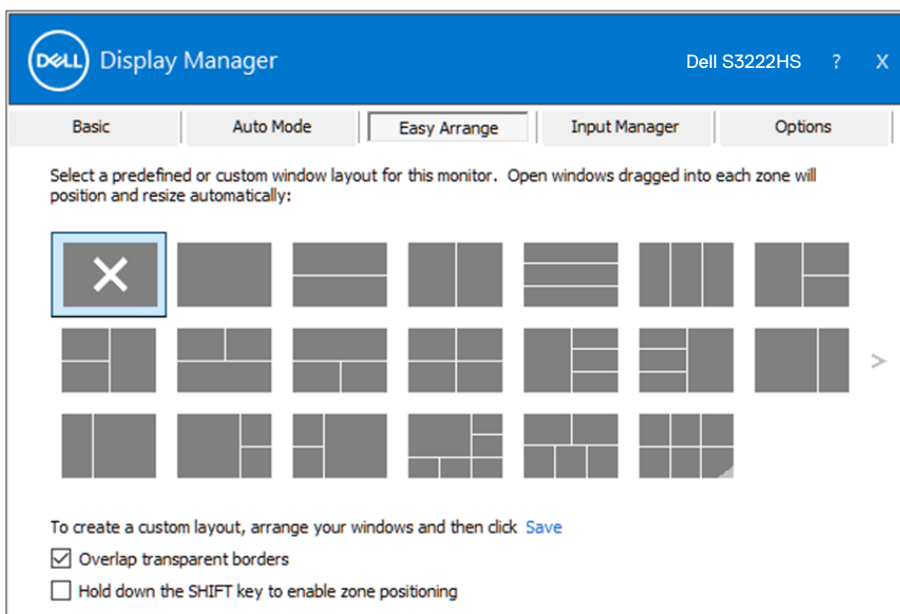 DELL Display Manager
Dell S3222HS ? X
Basic Auto Mode Easy Arrange Input Manager Options
Select a predefined or custom window layout for this monitor. Open windows dragged into each zone will
position and resize automatically:
>
To create a custom layout, arrange your windows and then click Save
Overlap transparent borders
Hold down the SHIFT key to enable zone positioning